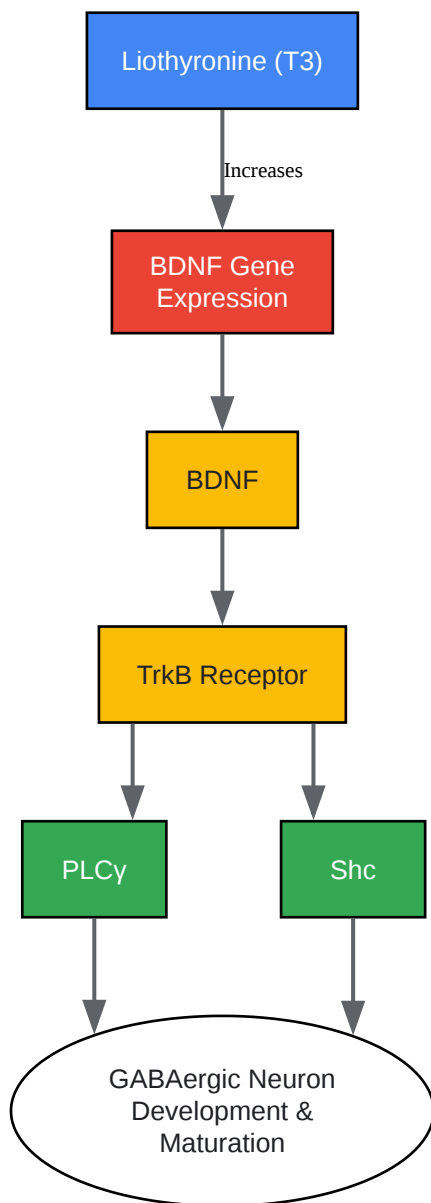 Liothyronine (T3)
Increases
BDNF Gene
Expression
BDNF
TrkB Receptor
PLCγ
Shc
GABAergic Neuron
Development &
Maturation